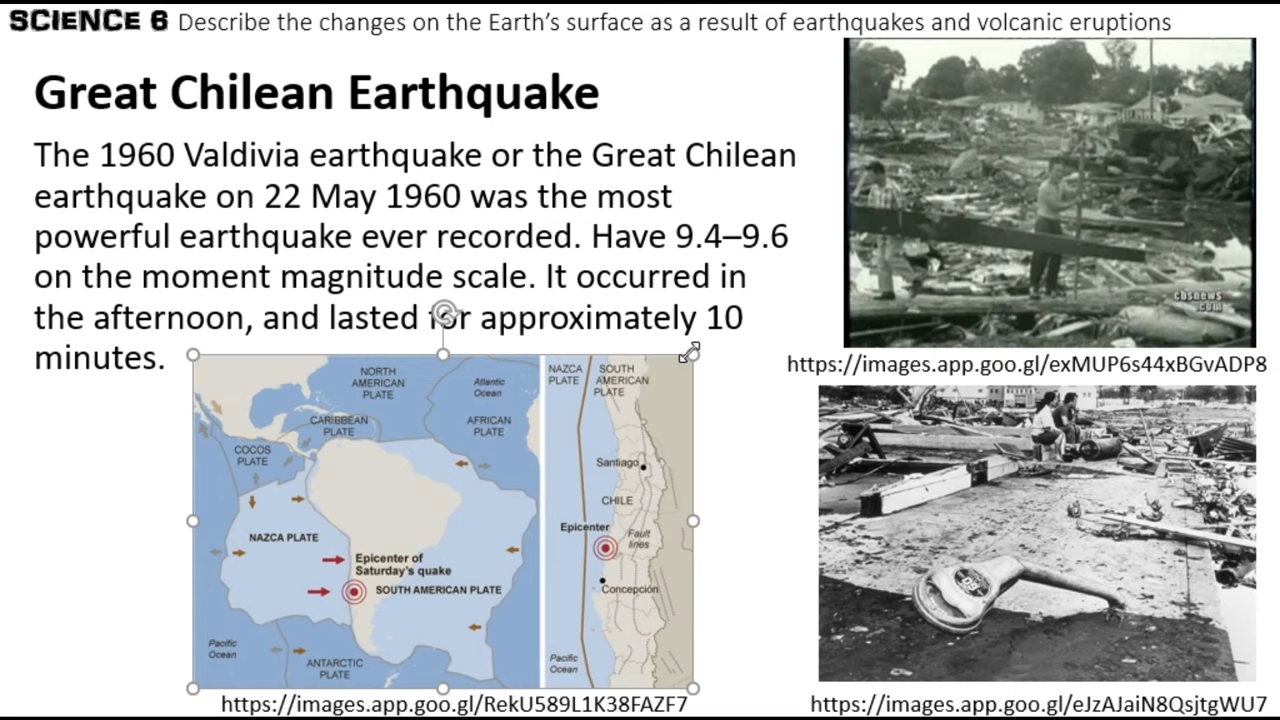 SCIENCE 6 Describe the changes on the Earth's surface as a result of earthquakes and volcanic eruptions
Great Chilean Earthquake
The 1960 Valdivia earthquake or the Great Chilean
earthquake on 22 May 1960 was the most
powerful earthquake ever recorded. Have 9.4–9.6
on the moment magnitude scale. It occurred in
the afternoon, and lasted for approximately 10
minutes.
NORTH
AMERICAN
PLATE
Atlantic
Ocean
CARIBBEAN
PLATE
AFRICAN
PLATE
COCOS
PLATE
NAZCA PLATE
Epicenter of
Saturday's quake
SOUTH AMERICAN PLATE
Pacific
Ocean
ANTARCTIC
PLATE
NAZCA
PLATE
SOUTH
AMERICAN
PLATE
Santiago
CHILE
Epicenter
Fault
lines
Concepción
Pacific
Ocean
https://images.app.goo.gl/RekU589L1K38FAZF7
cbsnews
.com
https://images.app.goo.gl/exMUP6s44xBGvADP8
https://images.app.goo.gl/eJzAJaiN8QsjtgWU7